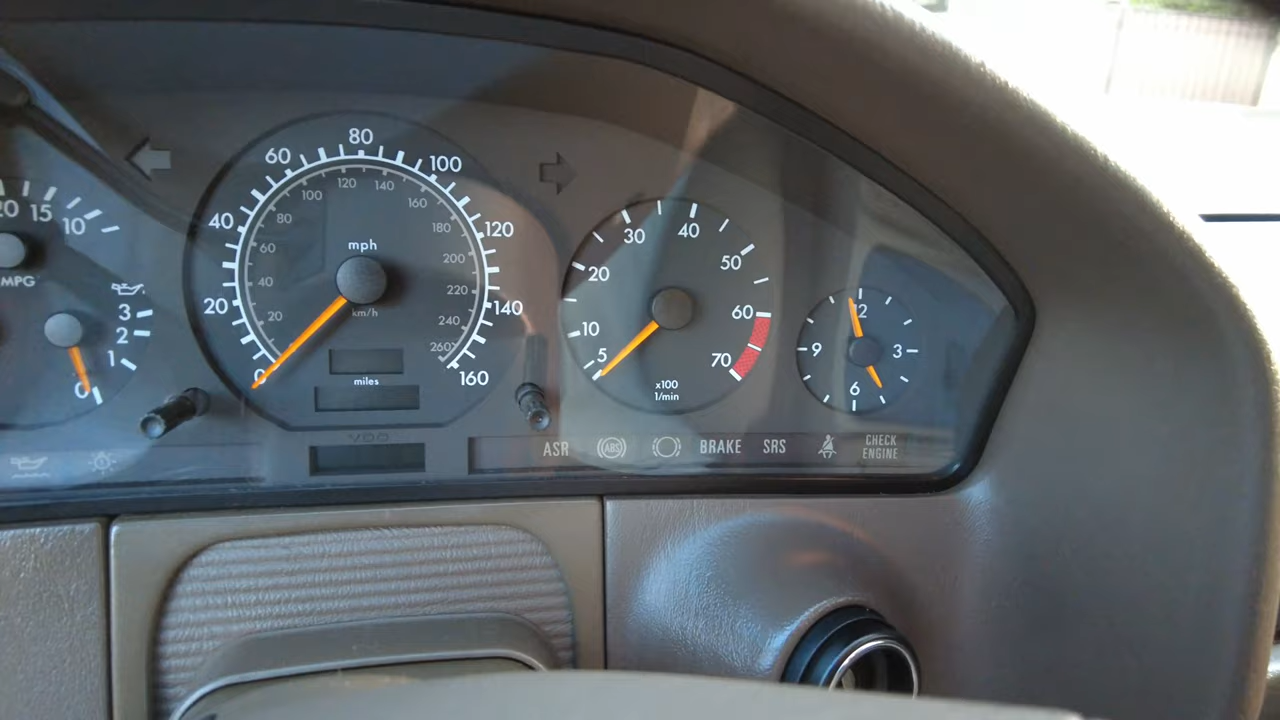 20 15 10
MPG
3
2
1
0
mph
0 20 40 60 80 100 120 140 160
20 40 60 80 100 120 140 160 180 200 220 240 260
km/h
miles
VDO
5 10 20 30 40 50 60 70
x100
1/min
12
3
6
9
ASR ABS BRAKE SRS CHECK
ENGINE